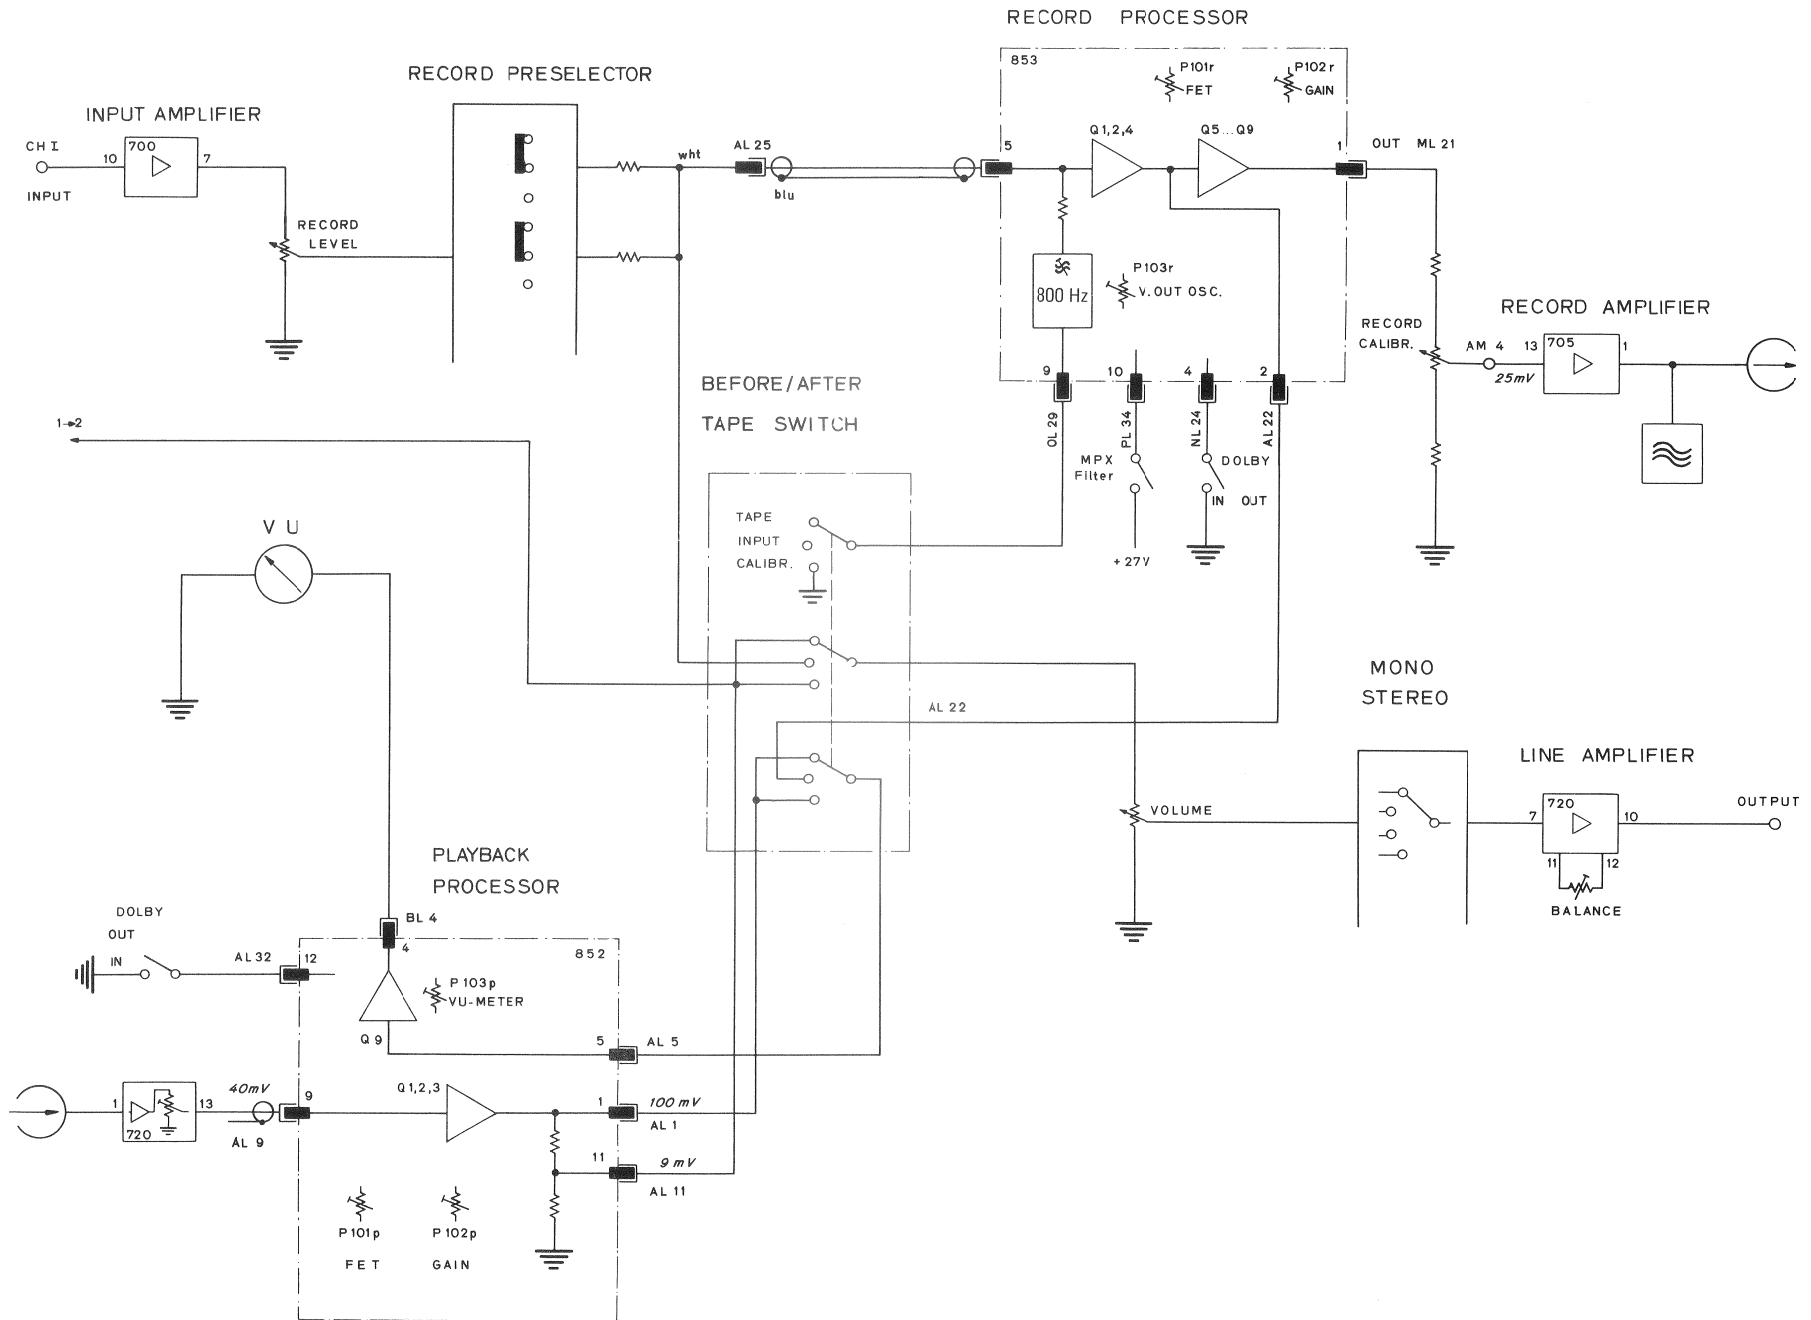 RECORD PROCESSOR
853
P101r
FET
P102r
GAIN
RECORD PRESELECTOR
INPUT AMPLIFIER
CH I
INPUT
10
700
7
RECORD
LEVEL
wht
AL 25
blu
5
Q1,2,4
Q5...Q9
1
OUT ML 21
800 Hz
P103r
V.OUT OSC.
RECORD
CALIBR.
RECORD AMPLIFIER
AM 4
25mV
13
705
1
9
10
4
2
OL 29
PL 34
NL 24
AL 22
MPX
Filter
DOLBY
IN OUT
+27V
BEFORE/AFTER
TAPE SWITCH
1→2
TAPE
INPUT
CALIBR.
V U
AL 22
MONO
STEREO
LINE AMPLIFIER
VOLUME
7
720
10
OUTPUT
11
12
BALANCE
PLAYBACK
PROCESSOR
DOLBY
OUT
IN
AL 32
12
BL 4
4
852
P 103p
VU-METER
Q 9
5
AL 5
1
720
13
40mV
AL 9
9
Q1,2,3
1
100 mV
AL 1
11
9 mV
AL 11
P101p
FET
P102p
GAIN